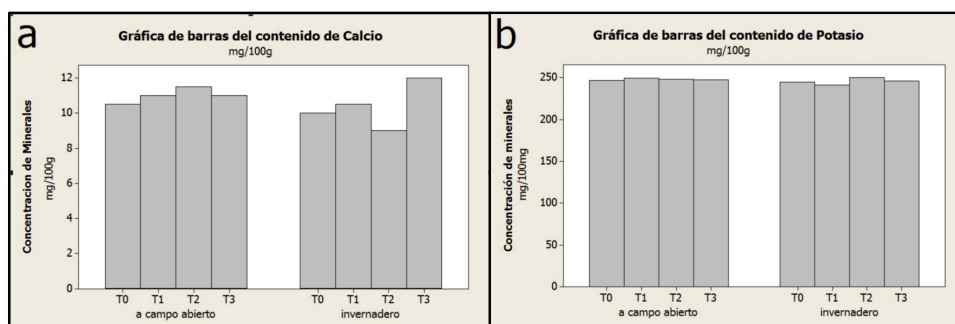 a
Gráfica de barras del contenido de Calcio
mg/100g
Concentracion de Minerales
mg/100g
12
10
8
6
4
2
0
T0 T1 T2 T3 T0 T1 T2 T3
a campo abierto invernadero
b
Gráfica de barras del contenido de Potasio
mg/100g
Concentración de minerales
mg/100mg
250
200
150
100
50
0
T0 T1 T2 T3 T0 T1 T2 T3
a campo abierto invernadero